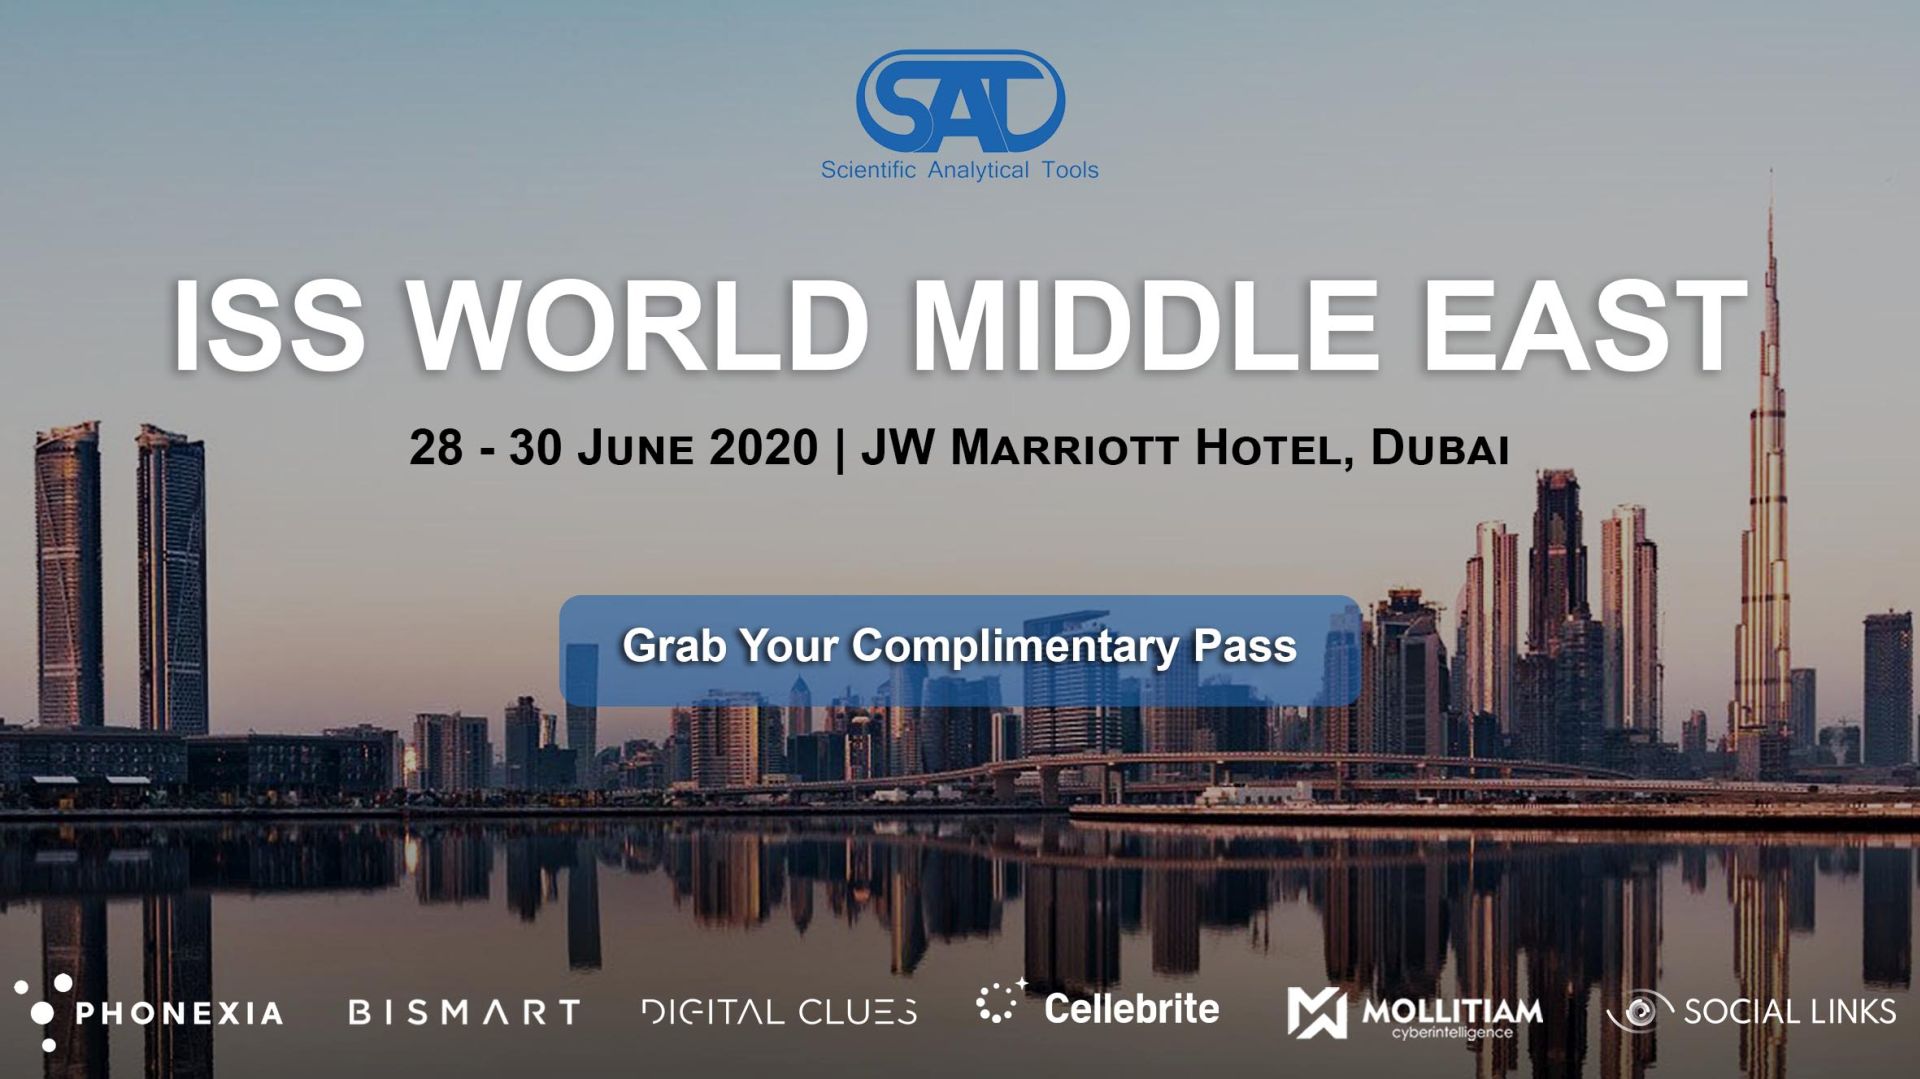 SAT
Scientific Analytical Tools
ISS WORLD MIDDLE EAST
28 - 30 JUNE 2020 | JW MARRIOTT HOTEL, DUBAI
Grab Your Complimentary Pass
PHONEXIA BISMART DIGITAL CLUES Cellebrite MOLLITIAM SOCIAL LINKS
cyberintelligence